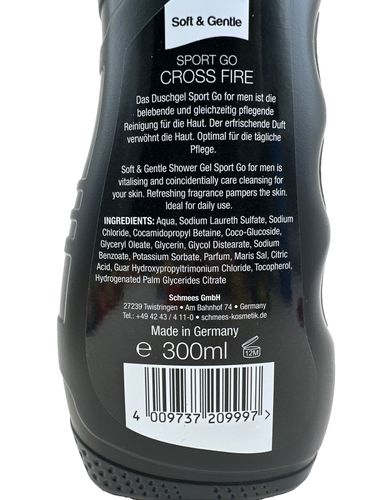 Soft & Gentle
SPORT GO
CROSS FIRE
Das Duschgel Sport Go for men ist die
belebende und gleichzeitig pflegende
Reinigung für die Haut. Der erfrischende Duft
verwöhnt die Haut. Optimal für die tägliche
Pflege.
Soft & Gentle Shower Gel Sport Go for men is
vitalising and coincidentially care cleansing for
your skin. Refreshing fragrance pampers the skin.
Ideal for daily use.
INGREDIENTS: Aqua, Sodium Laureth Sulfate, Sodium
Chloride, Cocamidopropyl Betaine, Coco-Glucoside,
Glyceryl Oleate, Glycerin, Glycol Distearate, Sodium
Benzoate, Potassium Sorbate, Parfum, Maris Sal, Citric
Acid, Guar Hydroxypropyltrimonium Chloride, Tocopherol,
Hydrogenated Palm Glycerides Citrate
Schmees GmbH
27239 Twistringen • Am Bahnhof 74 • Germany
Tel.: +49 42 43 / 4 11-0 • schmees-kosmetik.de
Made in Germany
e 300ml
12M
4 009737 209997 >